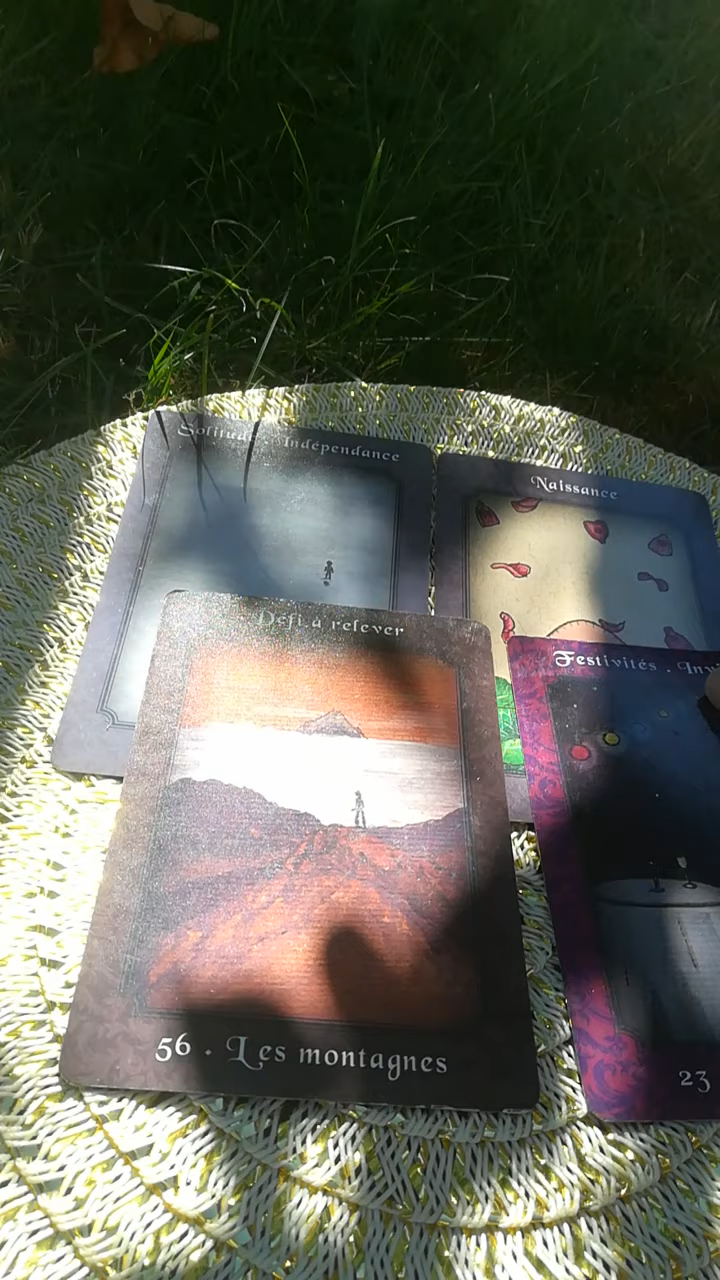 Solitude . Indépendance
Naissance
Défi à relever
Festivités . Inv
56 . Les montagnes
23